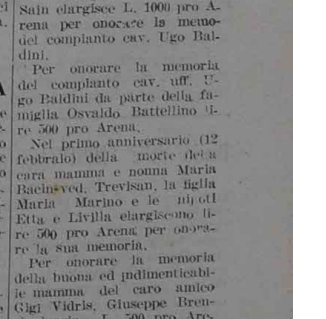 Sain elargisce L. 1000 pro A-
rena per onorare la memo-
del compianto cav. Ugo Bal-
dini.
Per onorare la memoria
del compianto cav. uff. U-
go Baldini da parte della fa-
miglia Osvaldo Battellino li-
re 500 pro Arena.
Nel primo anniversario (12
febbraio) della morte della
cara mamma e nonna Maria
Bacin ved. Trevisan, la figlia
Maria Marino e le nipoti
Etta e Livilla elargiscono li-
re 500 pro Arena per onora-
re la sua memoria.
Per onorare la memoria
della buona ed indimenticabi-
le mamma del caro amico
Gigi Vidris, Giuseppe Bren-
L. 500 pro Are-